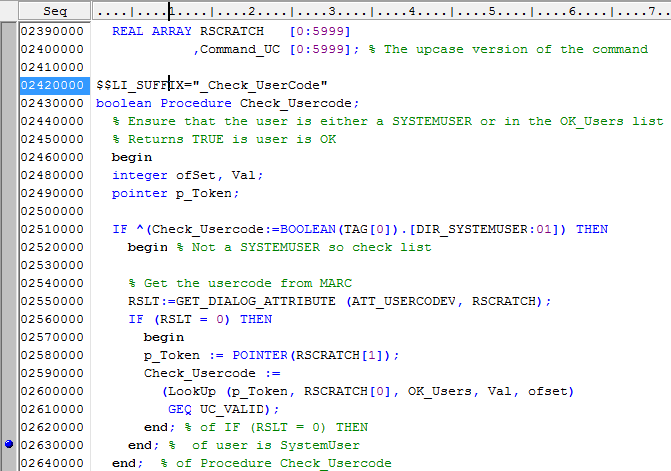 Seq ....|....1....|....2....|....3....|....4....|....5....|....6....|....7.
02390000 REAL ARRAY RSCRATCH [0:5999]
02400000 ,Command_UC [0:5999]; % The upcase version of the command
02410000
02420000 $$LI_SUFFIX="_Check_UserCode"
02430000 boolean Procedure Check_Usercode;
02440000 % Ensure that the user is either a SYSTEMUSER or in the OK_Users list
02450000 % Returns TRUE is user is OK
02460000 begin
02480000 integer ofSet, Val;
02490000 pointer p_Token;
02500000
02510000 IF ^(Check_Usercode:=BOOLEAN(TAG[0]).[DIR_SYSTEMUSER:01]) THEN
02520000 begin % Not a SYSTEMUSER so check list
02530000
02540000 % Get the usercode from MARC
02550000 RSLT:=GET_DIALOG_ATTRIBUTE (ATT_USERCODEV, RSCRATCH);
02560000 IF (RSLT = 0) THEN
02570000 begin
02580000 p_Token := POINTER(RSCRATCH[1]);
02590000 Check_Usercode :=
02600000 (LookUp (p_Token, RSCRATCH[0], OK_Users, Val, ofset)
02610000 GEQ UC_VALID);
02620000 end; % of IF (RSLT = 0) THEN
02630000 end; % of user is SystemUser
02640000 end; % of Procedure Check_Usercode